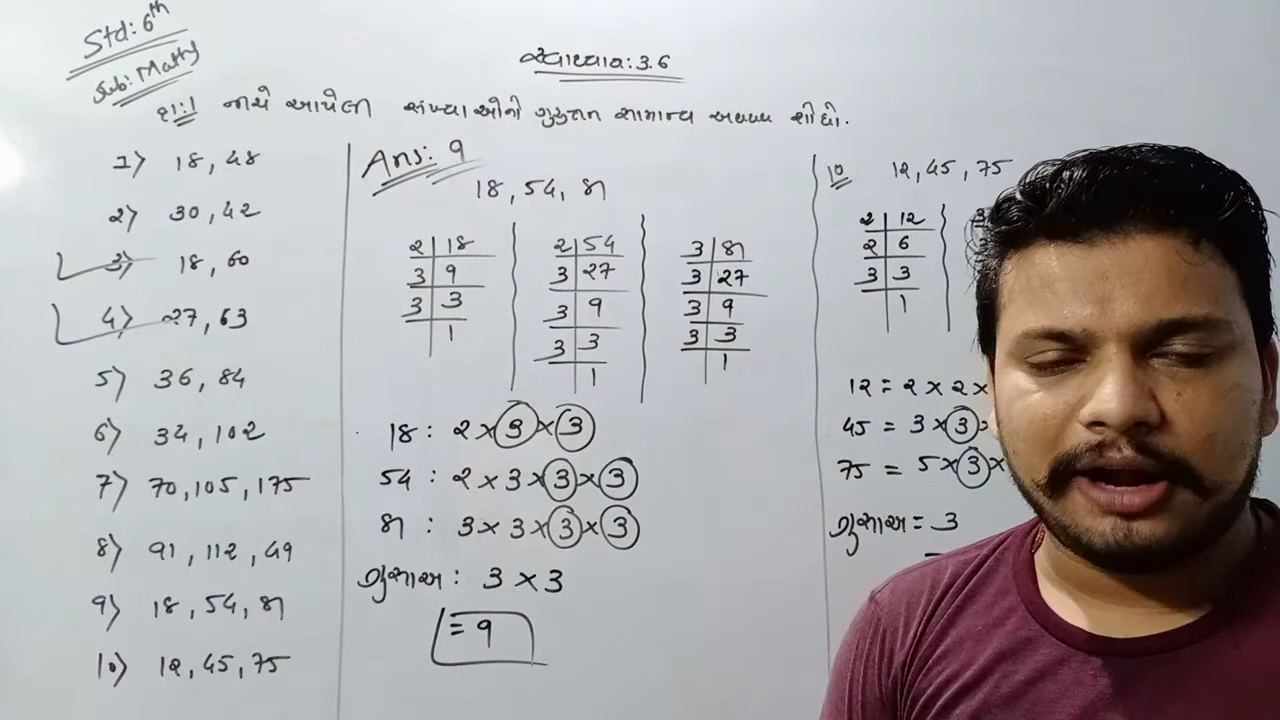 Std: 6th
Sub: Maths
સ્વાધ્યાય: 3.6
પ્ર:1 નીચે આપેલી સંખ્યાઓનો ગુરુત્તમ સામાન્ય અવયવ શોધો.
1) 18, 48
2) 30, 42
3) 18, 60
4) 27, 63
5) 36, 84
6) 34, 102
7) 70, 105, 175
8) 91, 112, 49
9) 18, 54, 81
10) 12, 45, 75
Ans: 9
18, 54, 81
2 18
3 9
3 3
1
2 54
3 27
3 9
3 3
1
3 81
3 27
3 9
3 3
1
18 : 2 × 3 × 3
54 : 2 × 3 × 3 × 3
81 : 3 × 3 × 3 × 3
ગુસાઅ : 3 × 3
= 9
10 12, 45, 75
2 12
2 6
3 3
1
3
12 = 2 × 2 ×
45 = 3 × 3 ×
75 = 5 × 3 ×
ગુસાઅ = 3